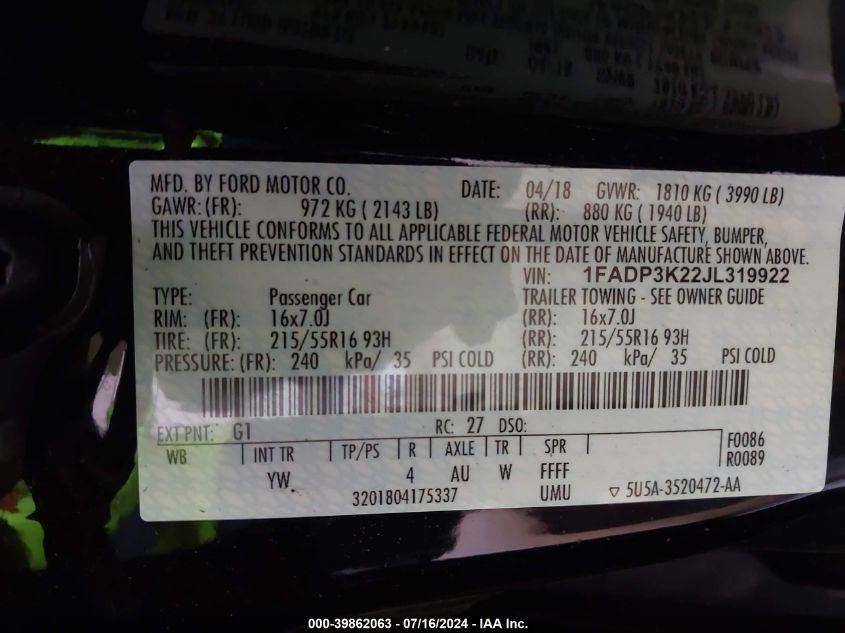 MFD. BY FORD MOTOR CO. DATE: 04/18 GVWR: 1810 KG ( 3990 LB)
GAWR: (FR): 972 KG ( 2143 LB) (RR): 880 KG ( 1940 LB)
THIS VEHICLE CONFORMS TO ALL APPLICABLE FEDERAL MOTOR VEHICLE SAFETY, BUMPER,
AND THEFT PREVENTION STANDARDS IN EFFECT ON THE DATE OF MANUFACTURE SHOWN ABOVE.
VIN: 1FADP3K22JL319922
TYPE: Passenger Car TRAILER TOWING - SEE OWNER GUIDE
RIM: (FR): 16x7.0J (RR): 16x7.0J
TIRE: (FR): 215/55R16 93H (RR): 215/55R16 93H
PRESSURE: (FR): 240 kPa/ 35 PSI COLD (RR): 240 kPa/ 35 PSI COLD
EXT PNT: G1 RC: 27 DSO:
WB INT TR TP/PS R AXLE TR SPR F0086
R0089
YW 4 AU W FFFF
3201804175337 UMU ▽ 5U5A-3520472-AA
000-39862063 - 07/16/2024 - IAA Inc.